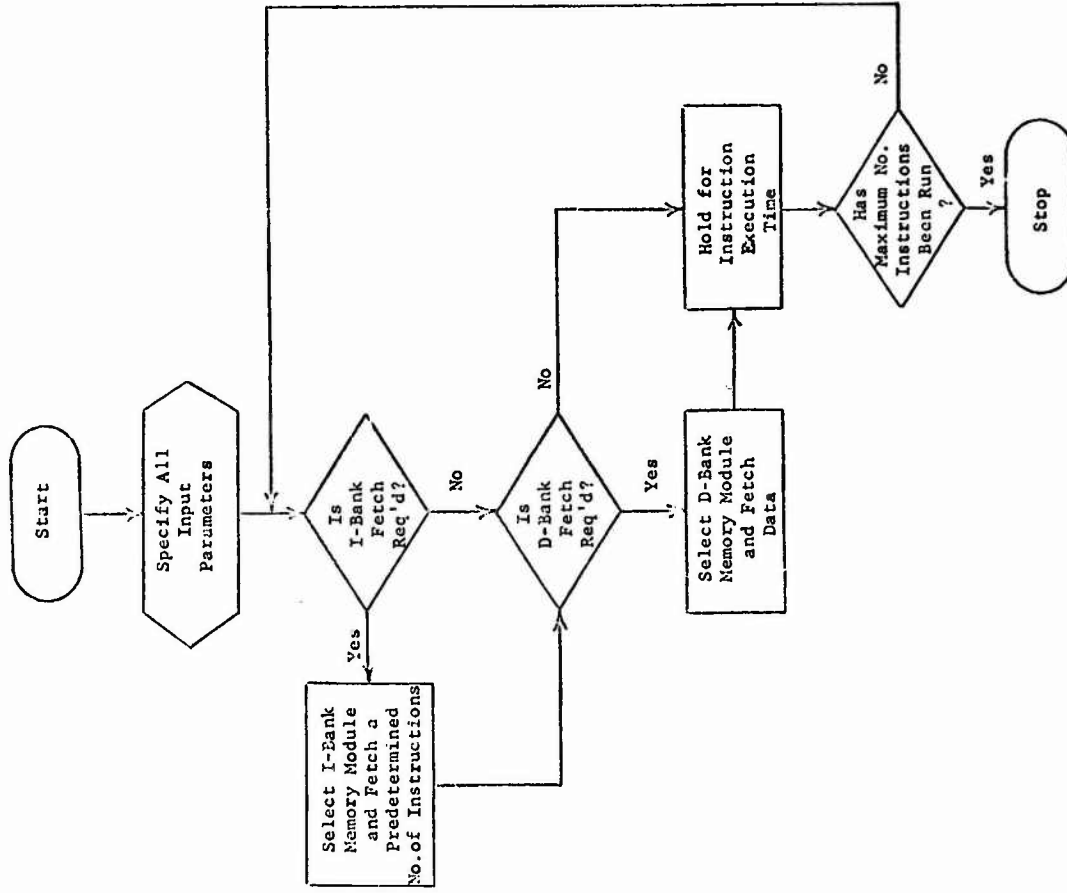 Start
Specify All
Input
Parumeters
Is
I-Bank
Fetch
Req'd?
Yes
No
Select I-Bank
Memory Module
and Fetch a
Predetermined
No.of Instructions
Is
D-Bank
Fetch
Req'd?
No
Yes
Select D-Bank
Memory Module
and Fetch
Data
Hold for
Instruction
Execution
Time
Has
Maximum No.
Instructions
Been Run
?
No
Yes
Stop